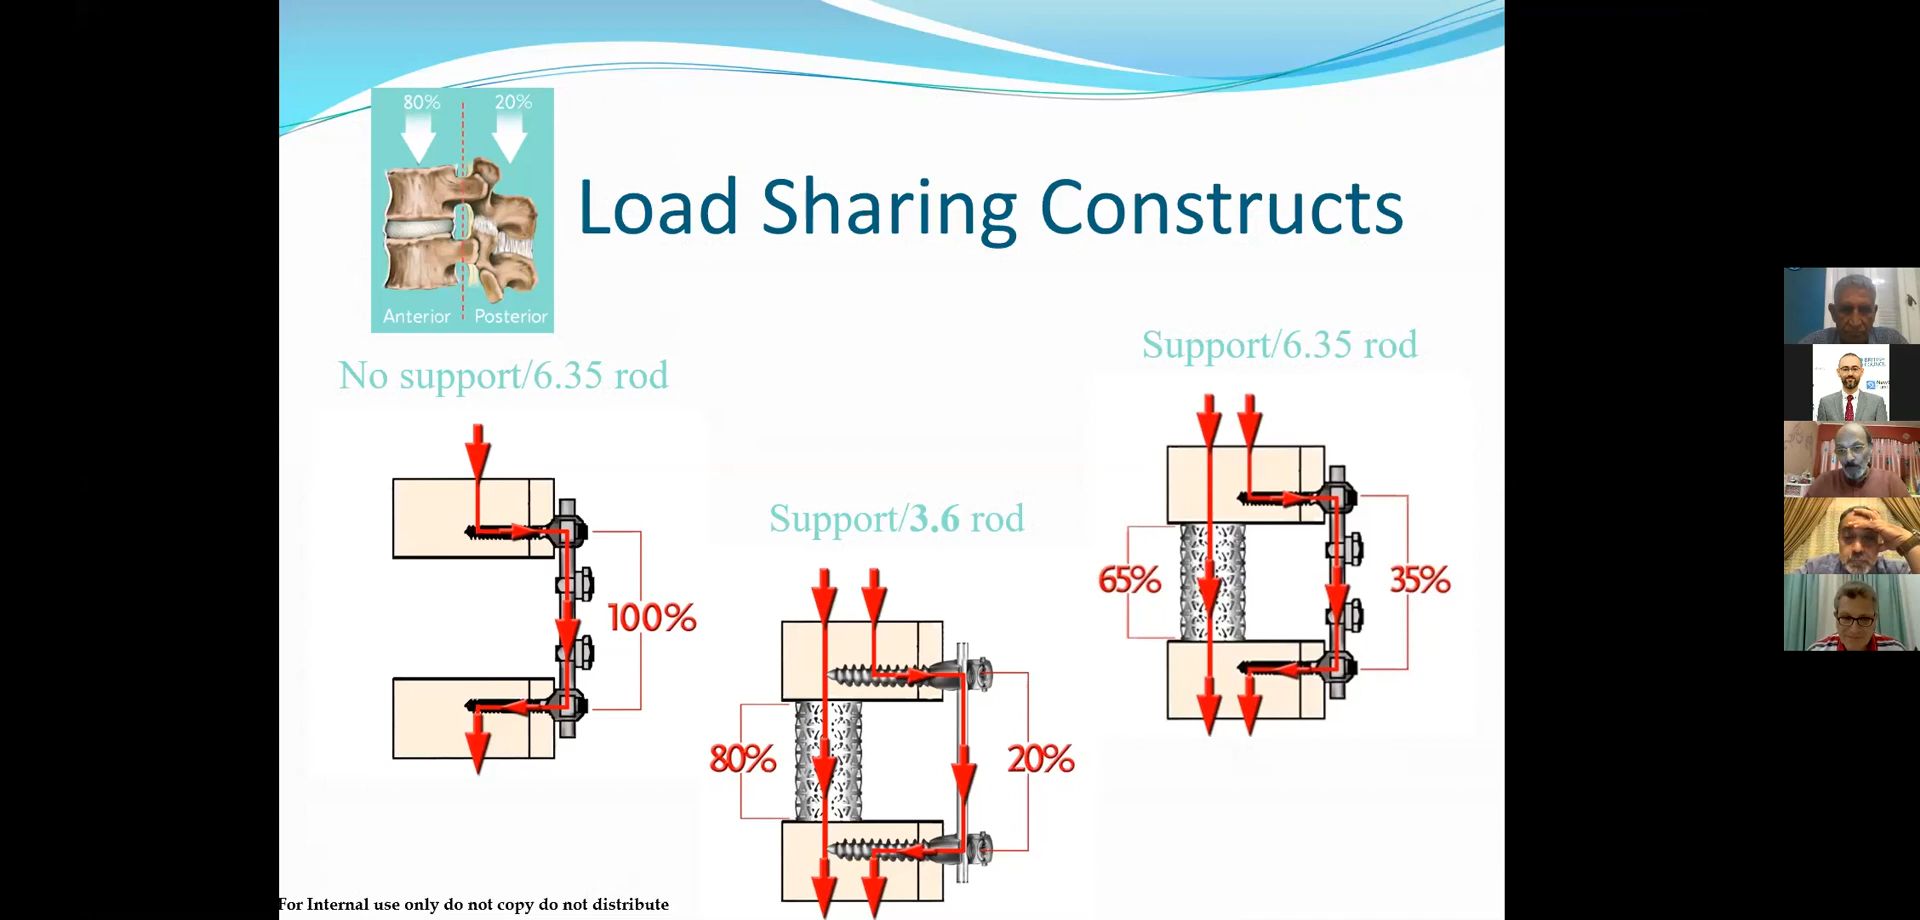 80% 20%
Anterior Posterior
Load Sharing Constructs
No support/6.35 rod
100%
Support/3.6 rod
80% 20%
Support/6.35 rod
65% 35%
For Internal use only do not copy do not distribute